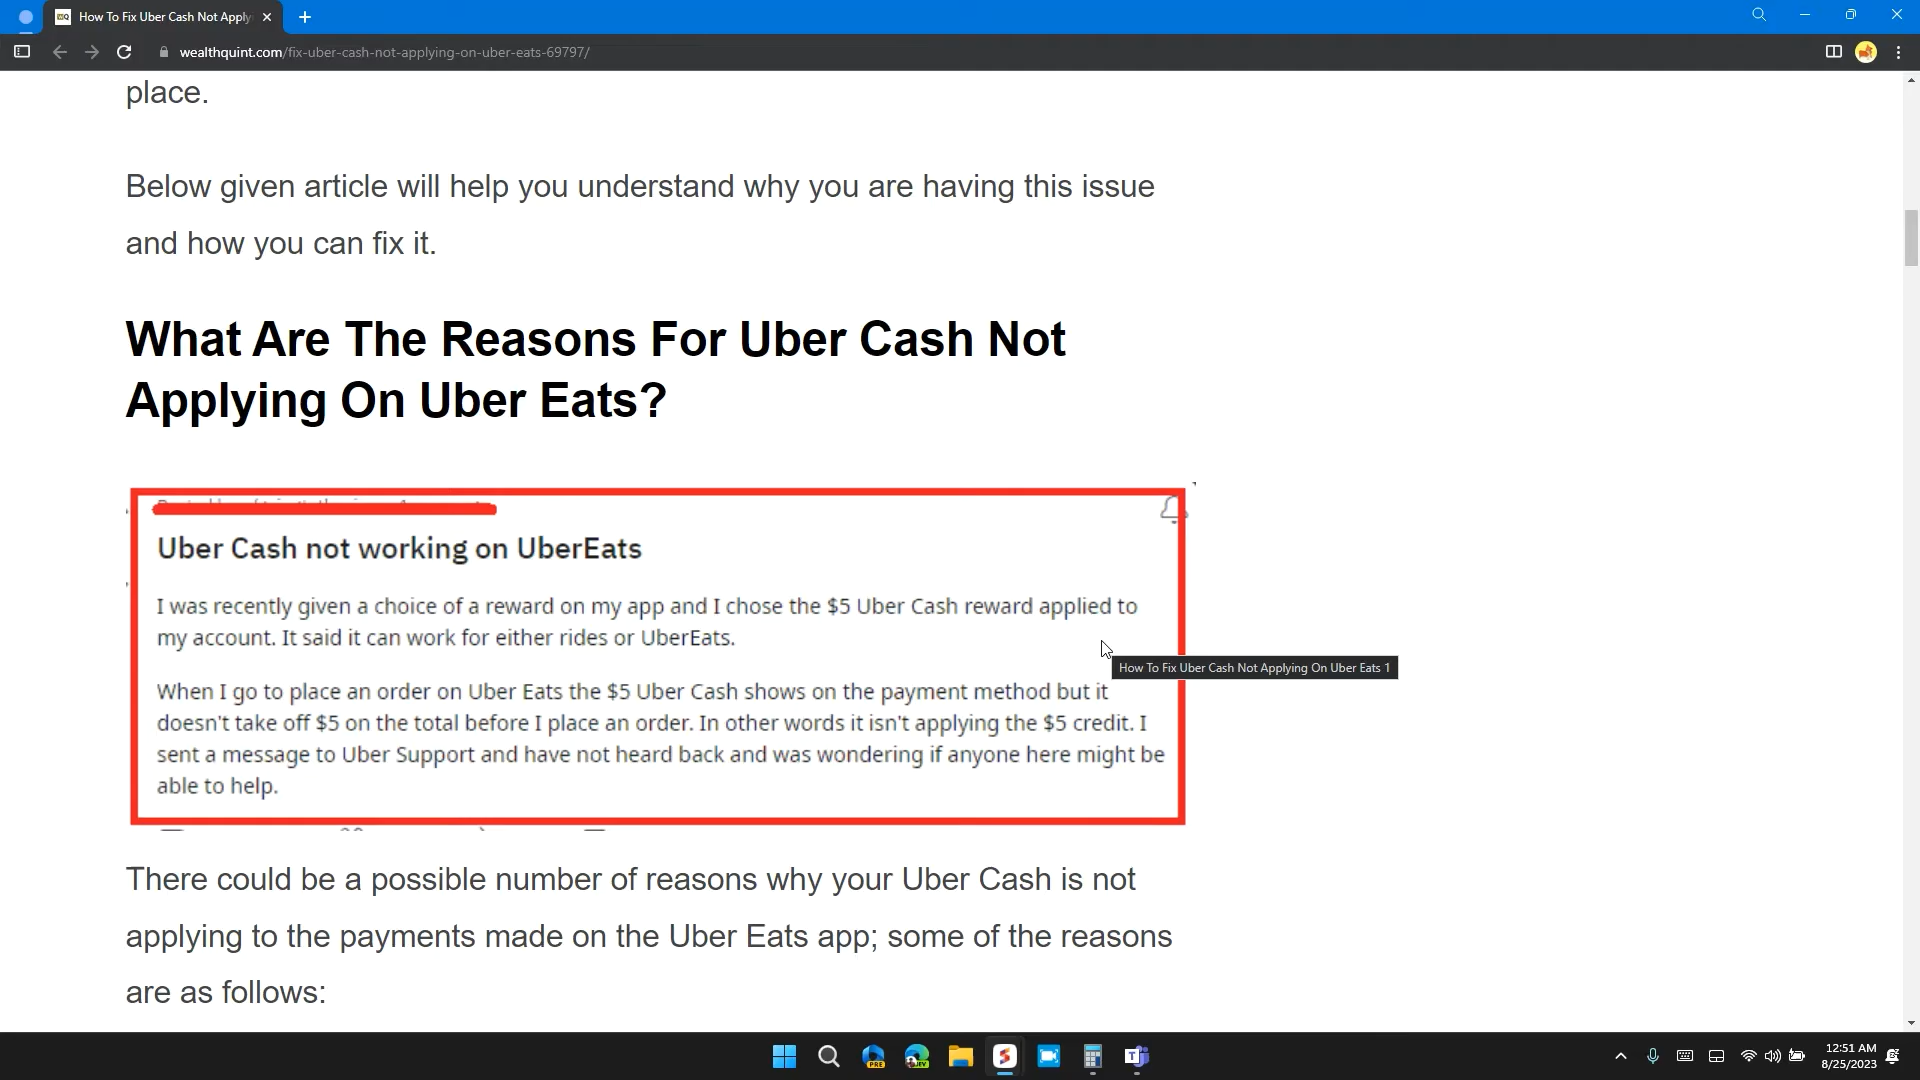 How To Fix Uber Cash Not Apply
wealthquint.com/fix-uber-cash-not-applying-on-uber-eats-69797/
place.
Below given article will help you understand why you are having this issue
and how you can fix it.
What Are The Reasons For Uber Cash Not
Applying On Uber Eats?
Uber Cash not working on UberEats
I was recently given a choice of a reward on my app and I chose the $5 Uber Cash reward applied to
my account. It said it can work for either rides or UberEats.
How To Fix Uber Cash Not Applying On Uber Eats 1
When I go to place an order on Uber Eats the $5 Uber Cash shows on the payment method but it
doesn't take off $5 on the total before I place an order. In other words it isn't applying the $5 credit. I
sent a message to Uber Support and have not heard back and was wondering if anyone here might be
able to help.
There could be a possible number of reasons why your Uber Cash is not
applying to the payments made on the Uber Eats app; some of the reasons
are as follows:
PRE
12:51 AM
8/25/2023